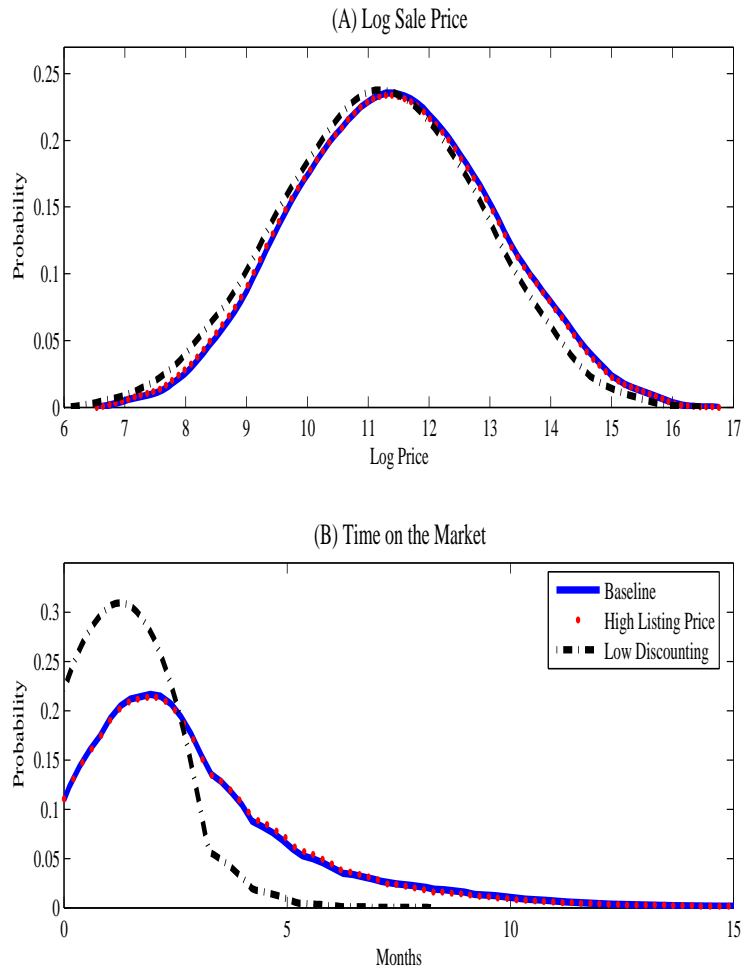 (A) Log Sale Price
0.25
0.2
0.15
0.1
0.05
0
Probability
6 7 8 9 10 11 12 13 14 15 16 17
Log Price
(B) Time on the Market
0.3
0.25
0.2
0.15
0.1
0.05
0
Probability
Baseline
High Listing Price
Low Discounting
0 5 10 15
Months